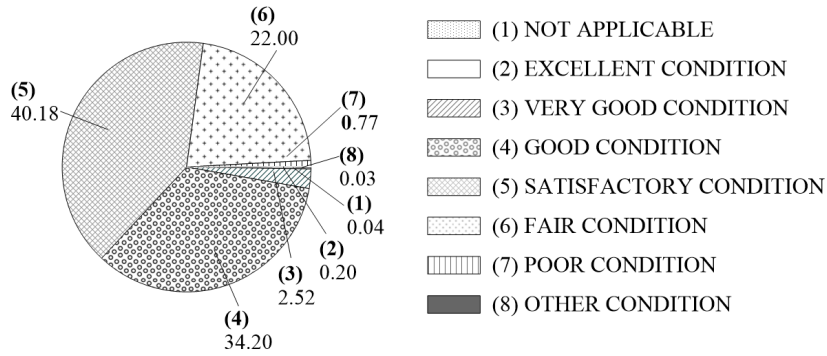 (6)
22.00
(5)
40.18
(7)
0.77
(8)
0.03
(1)
0.04
(2)
0.20
(3)
2.52
(4)
34.20
(1) NOT APPLICABLE
(2) EXCELLENT CONDITION
(3) VERY GOOD CONDITION
(4) GOOD CONDITION
(5) SATISFACTORY CONDITION
(6) FAIR CONDITION
(7) POOR CONDITION
(8) OTHER CONDITION